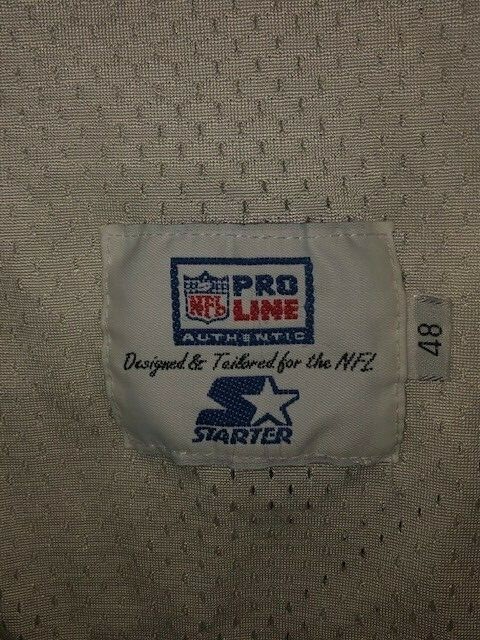 NFL PRO
LINE
AUTHENTIC
Designed & Tailored for the NFL
STARTER
48